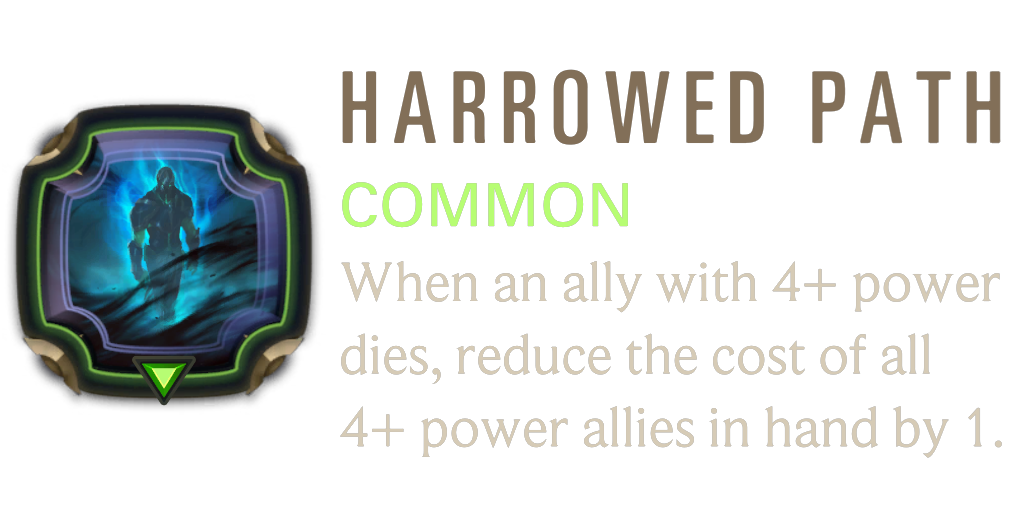 HARROWED PATH
COMMON
When an ally with 4+ power
dies, reduce the cost of all
4+ power allies in hand by 1.